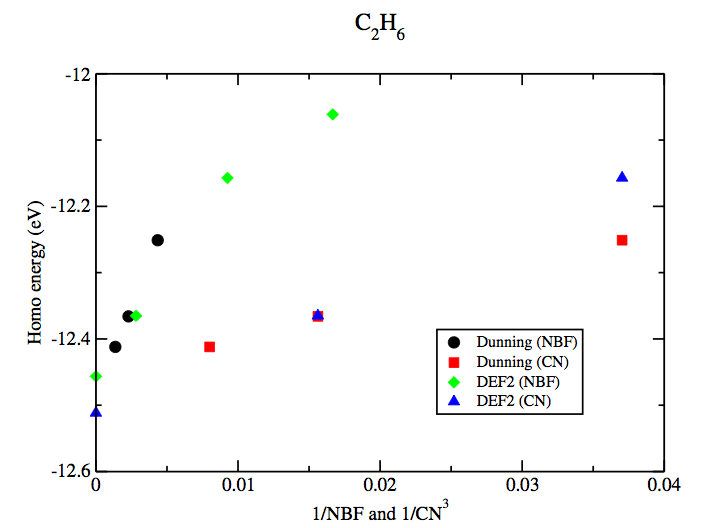 C₂H₆
-12
-12.2
-12.4
-12.6
Homo energy (eV)
Dunning (NBF)
Dunning (CN)
DEF2 (NBF)
DEF2 (CN)
0 0.01 0.02 0.03 0.04
1/NBF and 1/CN³